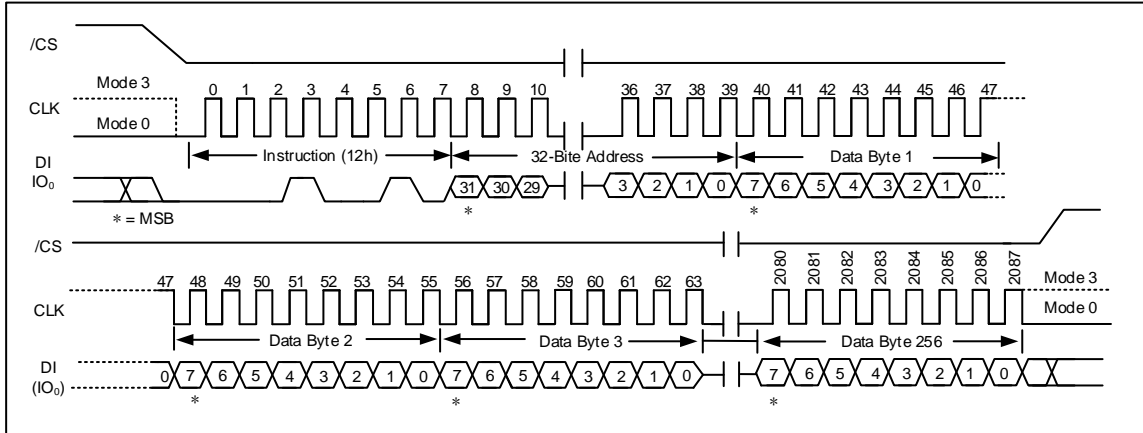 /CS
Mode 3
0 1 2 3 4 5 6 7 8 9 10 36 37 38 39 40 41 42 43 44 45 46 47
CLK
Mode 0
Instruction (12h) 32-Bite Address Data Byte 1
DI
IO₀
31 30 29 3 2 1 0 7 6 5 4 3 2 1 0
* *
* = MSB
/CS
47 48 49 50 51 52 53 54 55 56 57 58 59 60 61 62 63 2080 2081 2082 2083 2084 2085 2086 2087
Mode 3
CLK
Mode 0
Data Byte 2 Data Byte 3 Data Byte 256
DI
(IO₀)
0 7 6 5 4 3 2 1 0 7 6 5 4 3 2 1 0 7 6 5 4 3 2 1 0
* * *